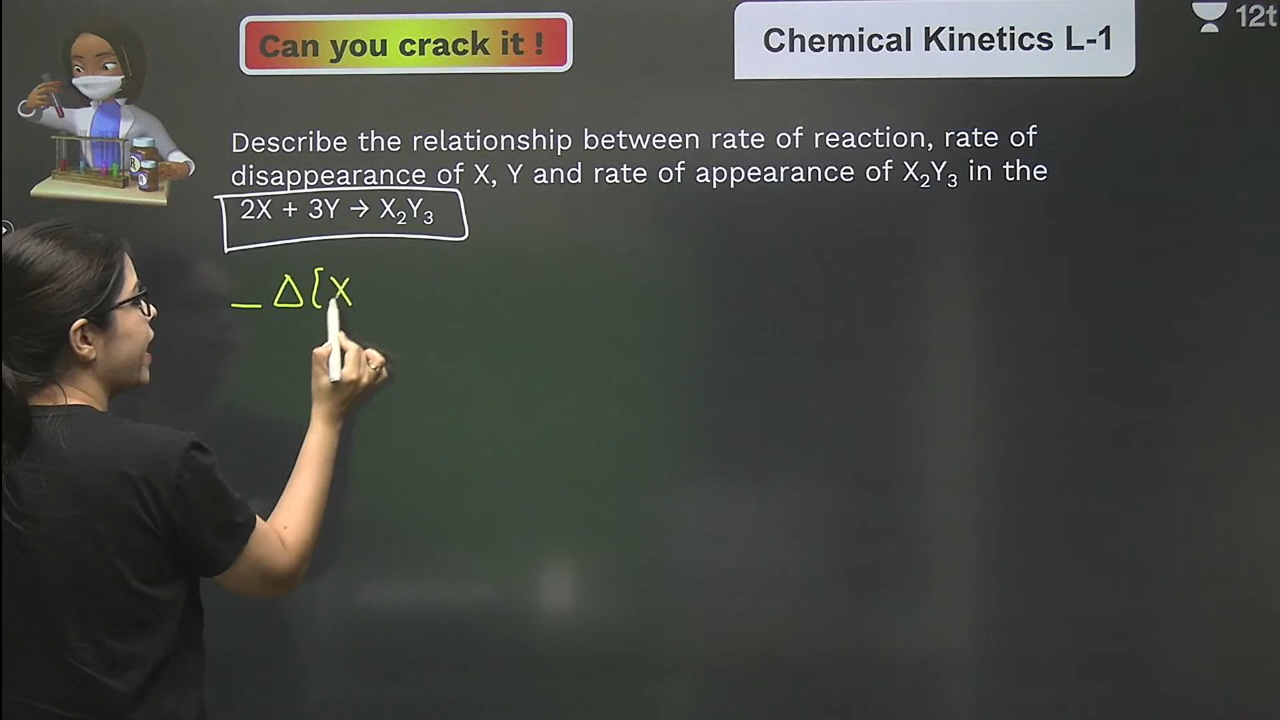 Can you crack it !
Chemical Kinetics L-1
12t
Describe the relationship between rate of reaction, rate of
disappearance of X, Y and rate of appearance of X₂Y₃ in the
2X + 3Y → X₂Y₃
– Δ[X